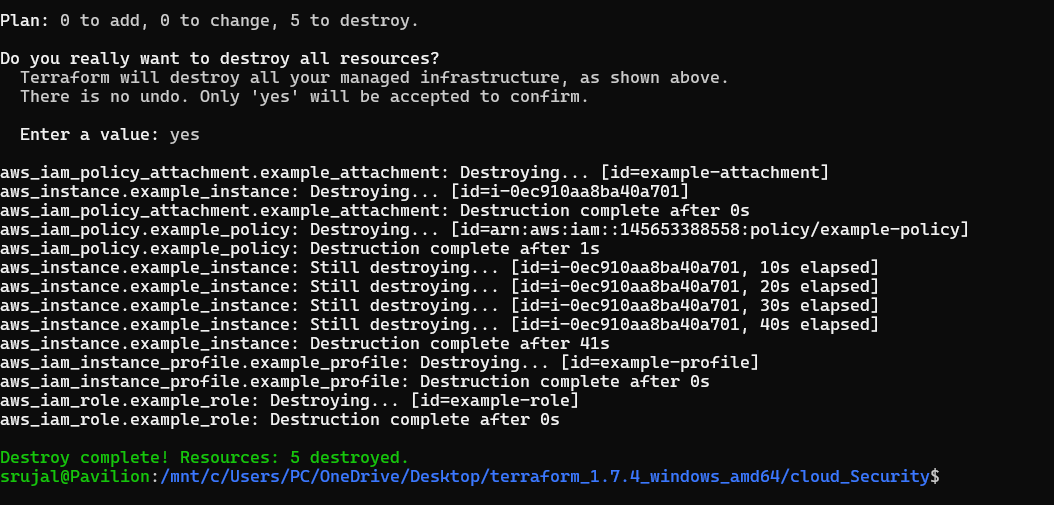 Plan: 0 to add, 0 to change, 5 to destroy.
Do you really want to destroy all resources?
Terraform will destroy all your managed infrastructure, as shown above.
There is no undo. Only 'yes' will be accepted to confirm.
Enter a value: yes
aws_iam_policy_attachment.example_attachment: Destroying... [id=example-attachment]
aws_instance.example_instance: Destroying... [id=i-0ec910aa8ba40a701]
aws_iam_policy_attachment.example_attachment: Destruction complete after 0s
aws_iam_policy.example_policy: Destroying... [id=arn:aws:iam::145653388558:policy/example-policy]
aws_iam_policy.example_policy: Destruction complete after 1s
aws_instance.example_instance: Still destroying... [id=i-0ec910aa8ba40a701, 10s elapsed]
aws_instance.example_instance: Still destroying... [id=i-0ec910aa8ba40a701, 20s elapsed]
aws_instance.example_instance: Still destroying... [id=i-0ec910aa8ba40a701, 30s elapsed]
aws_instance.example_instance: Still destroying... [id=i-0ec910aa8ba40a701, 40s elapsed]
aws_instance.example_instance: Destruction complete after 41s
aws_iam_instance_profile.example_profile: Destroying... [id=example-profile]
aws_iam_instance_profile.example_profile: Destruction complete after 0s
aws_iam_role.example_role: Destroying... [id=example-role]
aws_iam_role.example_role: Destruction complete after 0s
Destroy complete! Resources: 5 destroyed.
srujal@Pavilion:/mnt/c/Users/PC/OneDrive/Desktop/terraform_1.7.4_windows_amd64/cloud_Security$